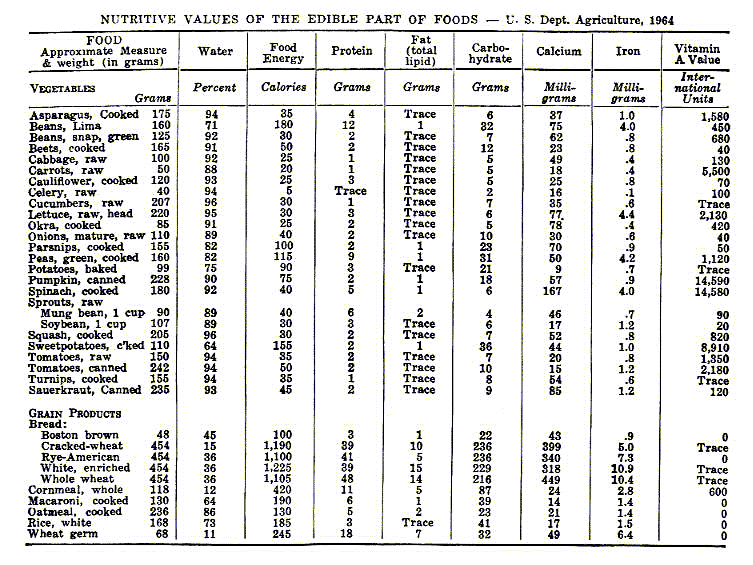 NUTRITIVE VALUES OF THE EDIBLE PART OF FOODS — U. S. Dept. Agriculture, 1964
FOOD Approximate Measure & weight (in grams) Water Food Energy Protein Fat (total lipid) Carbo-hydrate Calcium Iron Vitamin A Value
VEGETABLES Grams Percent Calories Grams Grams Grams Milli-grams Milli-grams Inter-national Units
Asparagus, Cooked 175 94 35 4 Trace 6 37 1.0 1,580
Beans, Lima 160 71 180 12 1 32 75 4.0 450
Beans, snap, green 125 92 30 2 Trace 7 62 .8 680
Beets, cooked 165 91 50 2 Trace 12 23 .8 40
Cabbage, raw 100 92 25 1 Trace 5 49 .4 130
Carrots, raw 50 88 20 1 Trace 5 18 .4 5,500
Cauliflower, cooked 120 93 25 3 Trace 5 25 .8 70
Celery, raw 40 94 5 Trace Trace 2 16 .1 100
Cucumbers, raw 207 96 30 1 Trace 7 35 .6 Trace
Lettuce, raw, head 220 95 30 3 Trace 6 77 4.4 2,130
Okra, cooked 85 91 25 2 Trace 5 78 .4 420
Onions, mature, raw 110 89 40 2 Trace 10 30 .6 40
Parsnips, cooked 155 82 100 2 1 23 70 .9 50
Peas, green, cooked 160 82 115 9 1 31 50 4.2 1,120
Potatoes, baked 99 75 90 3 Trace 21 9 .7 Trace
Pumpkin, canned 228 90 75 2 1 18 57 .9 14,590
Spinach, cooked 180 92 40 5 1 6 167 4.0 14,580
Sprouts, raw
Mung bean, 1 cup 90 89 40 6 2 4 46 .7 90
Soybean, 1 cup 107 89 30 3 Trace 6 17 1.2 20
Squash, cooked 205 96 30 2 Trace 7 52 .8 820
Sweetpotatoes, c'ked 110 64 155 2 1 36 44 1.0 8,910
Tomatoes, raw 150 94 35 2 Trace 7 20 .8 1,350
Tomatoes, canned 242 94 50 2 Trace 10 15 1.2 2,180
Turnips, cooked 155 94 35 1 Trace 8 54 .6 Trace
Sauerkraut, Canned 235 93 45 2 Trace 9 85 1.2 120
GRAIN PRODUCTS
Bread:
Boston brown 48 45 100 3 1 22 43 .9 0
Cracked-wheat 454 15 1,190 39 10 236 399 5.0 Trace
Rye-American 454 36 1,100 41 5 236 340 7.3 0
White, enriched 454 36 1,225 39 15 229 318 10.9 Trace
Whole wheat 454 36 1,105 48 14 216 449 10.4 Trace
Cornmeal, whole 118 12 420 11 5 87 24 2.8 600
Macaroni, cooked 130 64 190 6 1 39 14 1.4 0
Oatmeal, cooked 236 86 130 5 2 23 21 1.4 0
Rice, white 168 73 185 3 Trace 41 17 1.5 0
Wheat germ 68 11 245 18 7 32 49 6.4 0